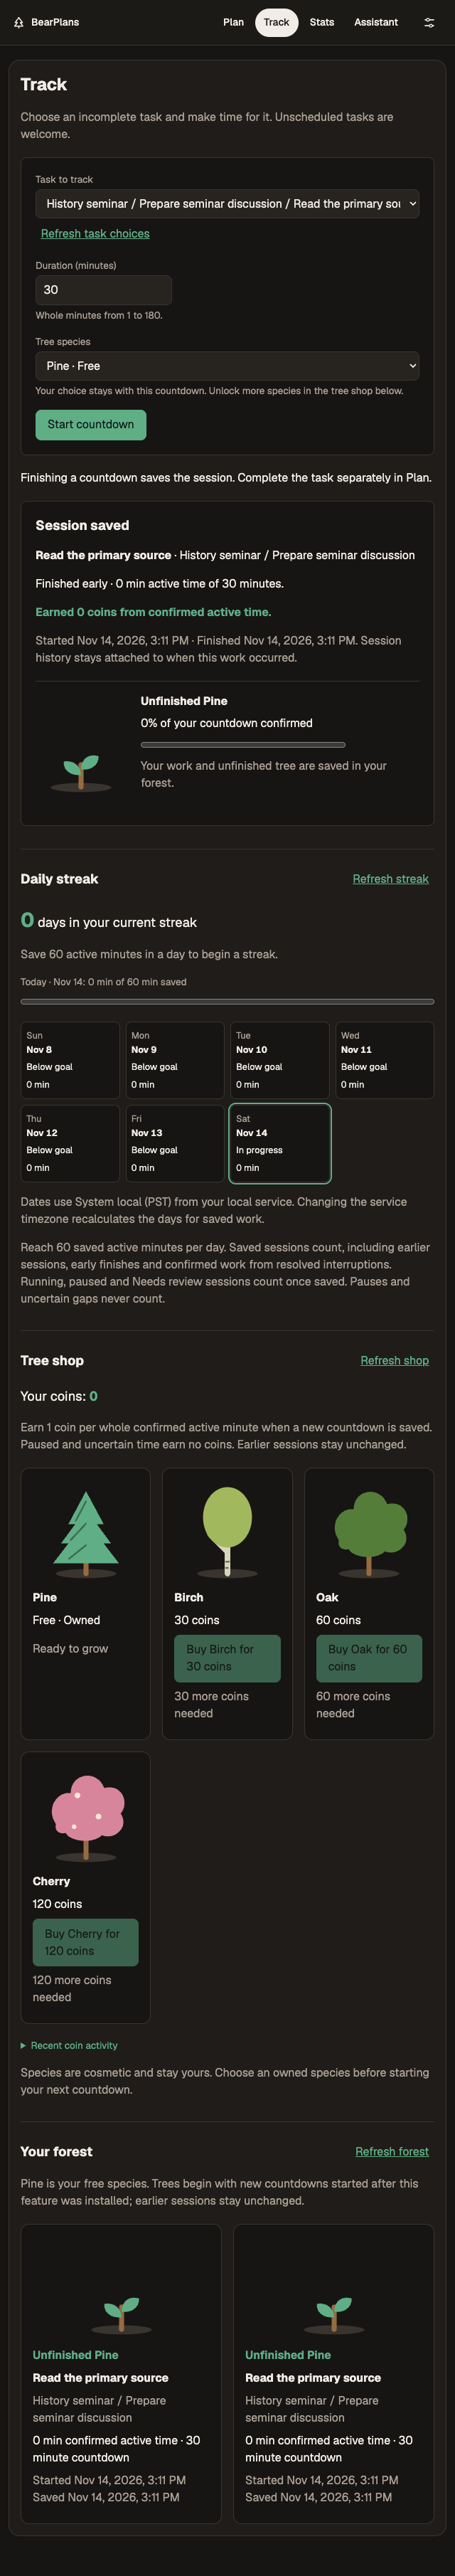 BearPlans
Plan
Track
Stats
Assistant
Track
Choose an incomplete task and make time for it. Unscheduled tasks are
welcome.
Task to track
History seminar / Prepare seminar discussion / Read the primary sou
Refresh task choices
Duration (minutes)
30
Whole minutes from 1 to 180.
Tree species
Pine · Free
Your choice stays with this countdown. Unlock more species in the tree shop below.
Start countdown
Finishing a countdown saves the session. Complete the task separately in Plan.
Session saved
Read the primary source · History seminar / Prepare seminar discussion
Finished early · 0 min active time of 30 minutes.
Earned 0 coins from confirmed active time.
Started Nov 14, 2026, 3:11 PM · Finished Nov 14, 2026, 3:11 PM. Session
history stays attached to when this work occurred.
Unfinished Pine
0% of your countdown confirmed
Your work and unfinished tree are saved in your
forest.
Daily streak
Refresh streak
0 days in your current streak
Save 60 active minutes in a day to begin a streak.
Today · Nov 14: 0 min of 60 min saved
Sun
Nov 8
Below goal
0 min
Mon
Nov 9
Below goal
0 min
Tue
Nov 10
Below goal
0 min
Wed
Nov 11
Below goal
0 min
Thu
Nov 12
Below goal
0 min
Fri
Nov 13
Below goal
0 min
Sat
Nov 14
In progress
0 min
Dates use System local (PST) from your local service. Changing the service
timezone recalculates the days for saved work.
Reach 60 saved active minutes per day. Saved sessions count, including earlier
sessions, early finishes and confirmed work from resolved interruptions.
Running, paused and Needs review sessions count once saved. Pauses and
uncertain gaps never count.
Tree shop
Refresh shop
Your coins: 0
Earn 1 coin per whole confirmed active minute when a new countdown is saved.
Paused and uncertain time earn no coins. Earlier sessions stay unchanged.
Pine
Free · Owned
Ready to grow
Birch
30 coins
Buy Birch for
30 coins
30 more coins
needed
Oak
60 coins
Buy Oak for 60
coins
60 more coins
needed
Cherry
120 coins
Buy Cherry for
120 coins
120 more coins
needed
Recent coin activity
Species are cosmetic and stay yours. Choose an owned species before starting
your next countdown.
Your forest
Refresh forest
Pine is your free species. Trees begin with new countdowns started after this
feature was installed; earlier sessions stay unchanged.
Unfinished Pine
Read the primary source
History seminar / Prepare
seminar discussion
0 min confirmed active time · 30
minute countdown
Started Nov 14, 2026, 3:11 PM
Saved Nov 14, 2026, 3:11 PM
Unfinished Pine
Read the primary source
History seminar / Prepare
seminar discussion
0 min confirmed active time · 30
minute countdown
Started Nov 14, 2026, 3:11 PM
Saved Nov 14, 2026, 3:11 PM